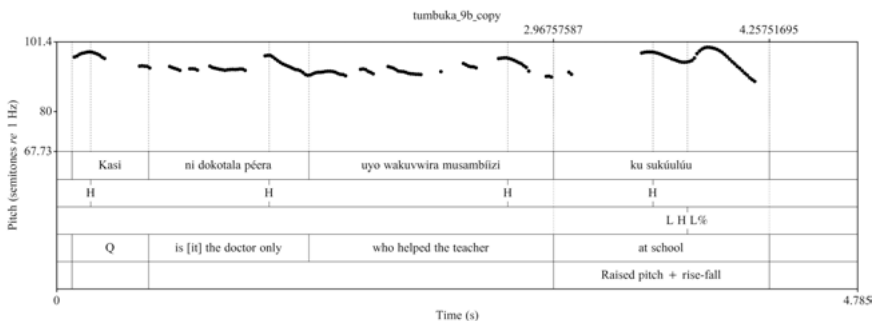 tumbuka_9b_copy
2.96757587 4.25751695
101.4
80
67.73
Pitch (semitones re 1 Hz)
Kasi ni dokotala péera uyo wakuvwira musambíizi ku sukúulúu
H H H H
L H L%
Q is [it] the doctor only who helped the teacher at school
Raised pitch + rise-fall
0 4.785
Time (s)